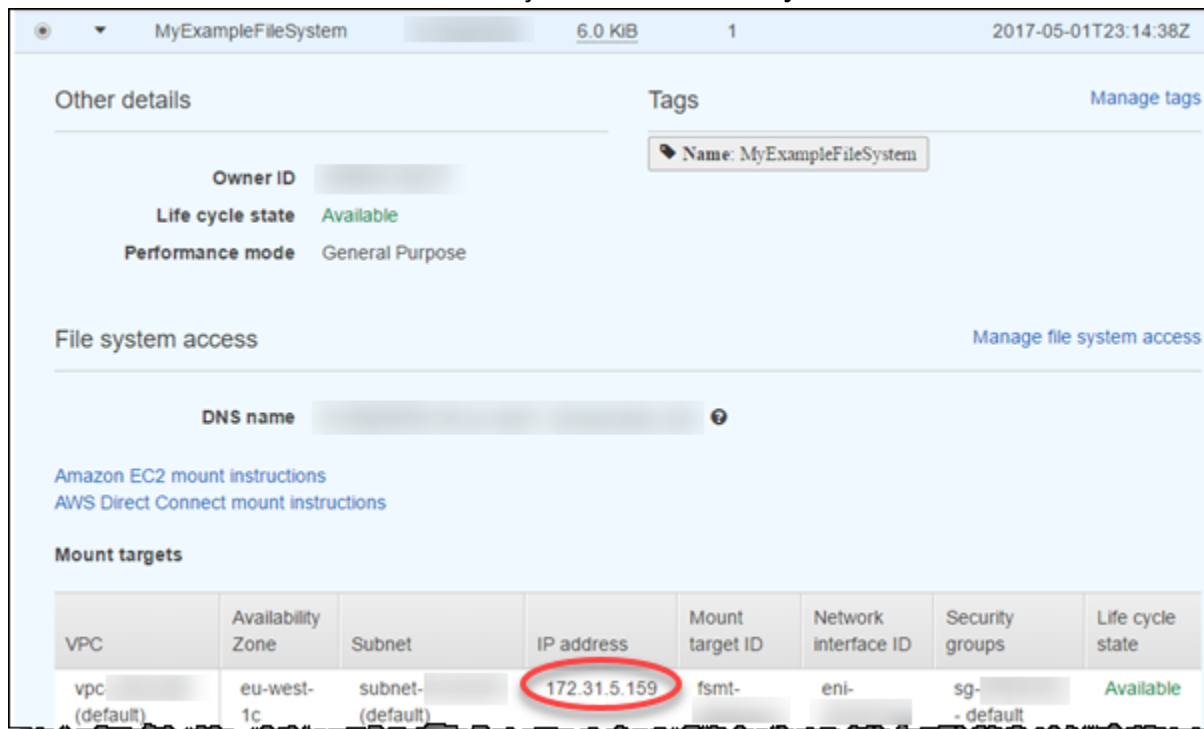 MyExampleFileSystem 6.0 KiB 1 2017-05-01T23:14:38Z
Other details
Tags
Manage tags
Name: MyExampleFileSystem
Owner ID
Life cycle state Available
Performance mode General Purpose
File system access
Manage file system access
DNS name
Amazon EC2 mount instructions
AWS Direct Connect mount instructions
Mount targets
VPC
Availability
Zone
Subnet
IP address
Mount
target ID
Network
interface ID
Security
groups
Life cycle
state
vpc-
(default)
eu-west-
1c
subnet-
(default)
172.31.5.159
fsmt-
eni-
sg-
- default
Available